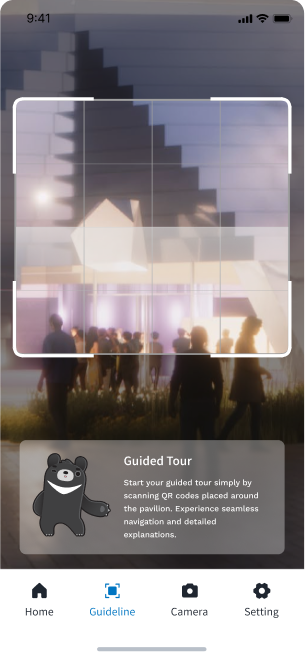 9:41
Guided Tour
Start your guided tour simply by
scanning QR codes placed around
the pavilion. Experience seamless
navigation and detailed
explanations.
Home Guideline Camera Setting